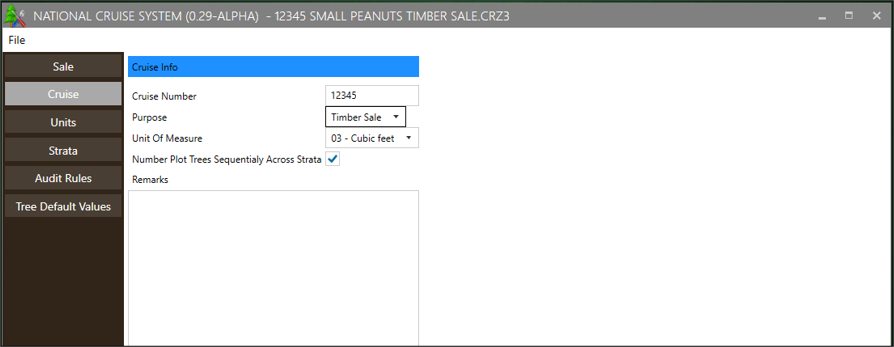 NATIONAL CRUISE SYSTEM (0.29-ALPHA) - 12345 SMALL PEANUTS TIMBER SALE.CRZ3
File
Sale
Cruise
Units
Strata
Audit Rules
Tree Default Values
Cruise Info
Cruise Number 12345
Purpose Timber Sale
Unit Of Measure 03 - Cubic feet
Number Plot Trees Sequentialy Across Strata
Remarks